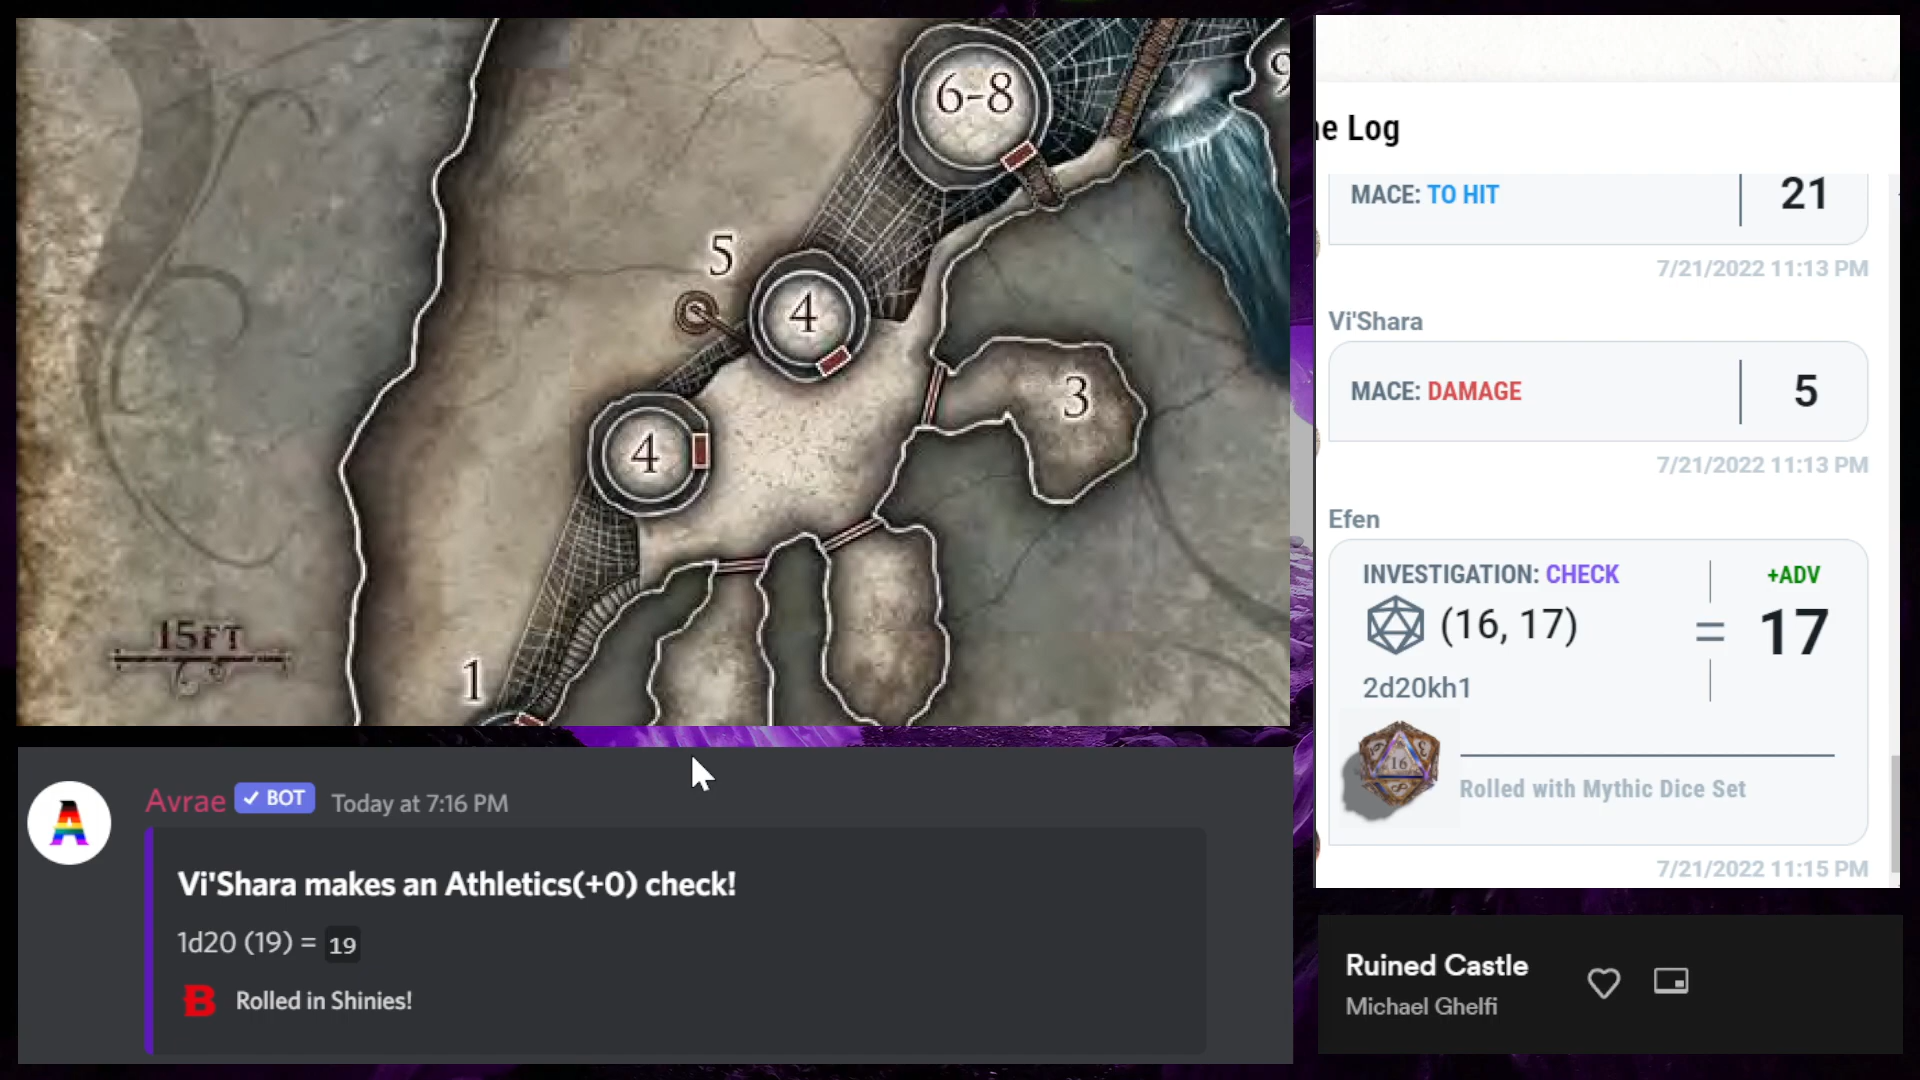 6-8
9
5
4
3
4
15FT
1
Avrae
BOT
Today at 7:16 PM
Vi'Shara makes an Athletics(+0) check!
1d20 (19) = 19
Rolled in Shinies!
e Log
MACE: TO HIT
21
7/21/2022 11:13 PM
Vi'Shara
MACE: DAMAGE
5
7/21/2022 11:13 PM
Efen
INVESTIGATION: CHECK
+ADV
(16, 17)
= 17
2d20kh1
16
Rolled with Mythic Dice Set
7/21/2022 11:15 PM
Ruined Castle
Michael Ghelfi